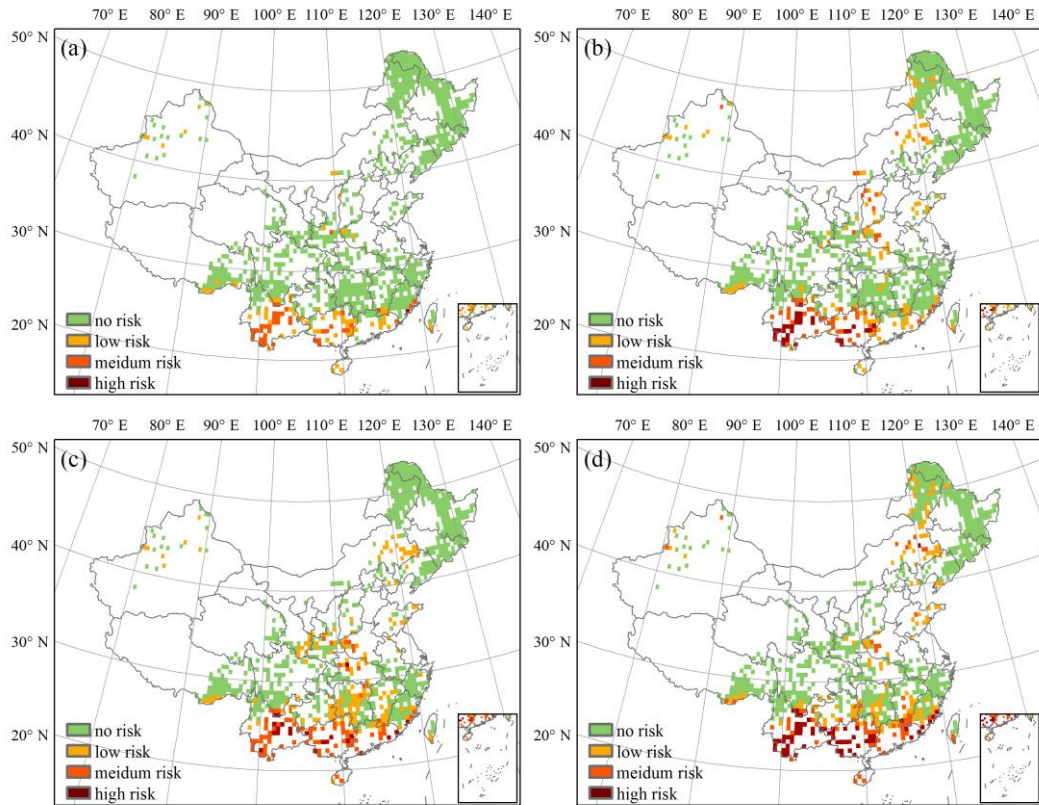 70° E 80° E 90° E 100° E 110° E 120° E 130° E 140° E
50° N
40° N
30° N
20° N
(a)
no risk
low risk
meidum risk
high risk
70° E 80° E 90° E 100° E 110° E 120° E 130° E 140° E
50° N
40° N
30° N
20° N
(b)
no risk
low risk
meidum risk
high risk
70° E 80° E 90° E 100° E 110° E 120° E 130° E 140° E
50° N
40° N
30° N
20° N
(c)
no risk
low risk
meidum risk
high risk
70° E 80° E 90° E 100° E 110° E 120° E 130° E 140° E
50° N
40° N
30° N
20° N
(d)
no risk
low risk
meidum risk
high risk